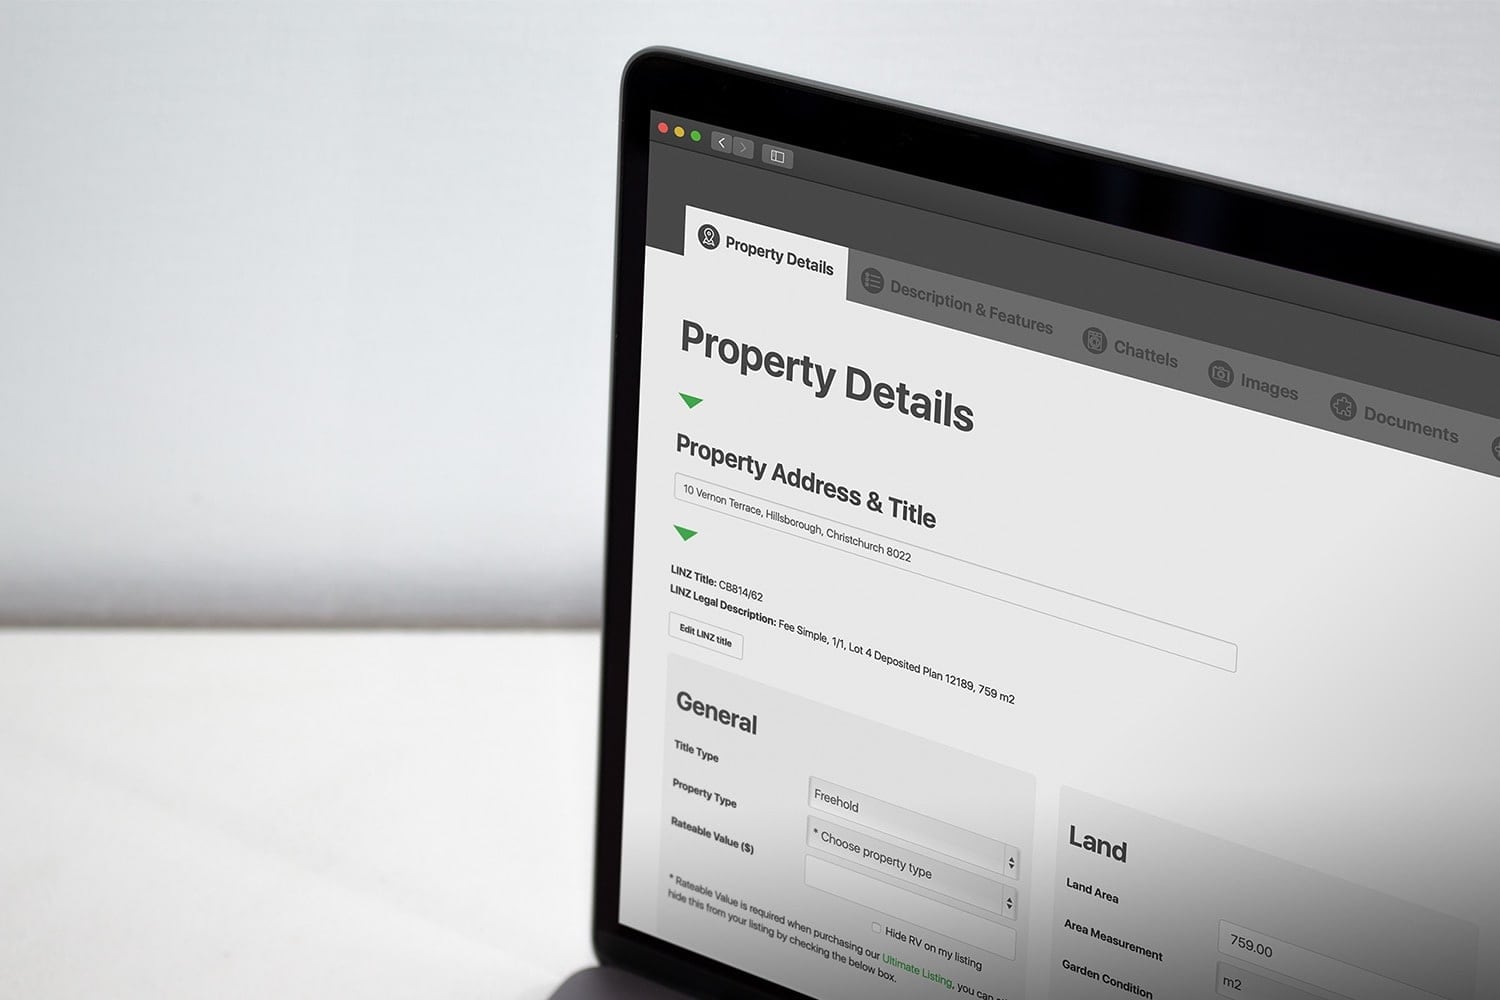 Property Details
Description & Features
Chattels
Images
Documents
Property Details
Property Address & Title
10 Vernon Terrace, Hillsborough, Christchurch 8022
LINZ Title: CB814/62
LINZ Legal Description: Fee Simple, 1/1, Lot 4 Deposited Plan 12189, 759 m2
Edit LINZ title
General
Title Type
Freehold
Property Type
* Choose property type
Rateable Value ($)
Hide RV on my listing
* Rateable Value is required when purchasing our Ultimate Listing, you can
hide this from your listing by checking the below box.
Land
Land Area
759.00
Area Measurement
m2
Garden Condition